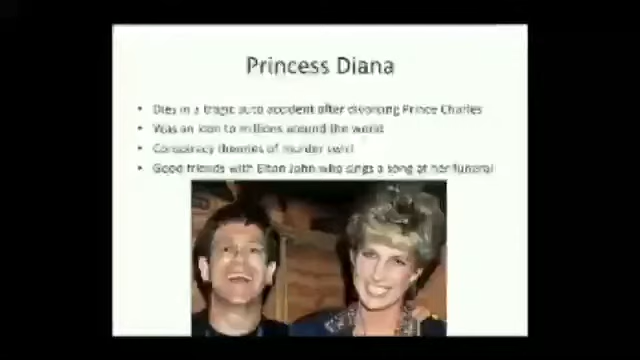 Princess Diana
• Dies in a tragic auto accident after divorcing Prince Charles
• Was an icon to millions around the world
• Conspiracy theories of murder swirl
• Good friends with Elton John who sings a song at her funeral